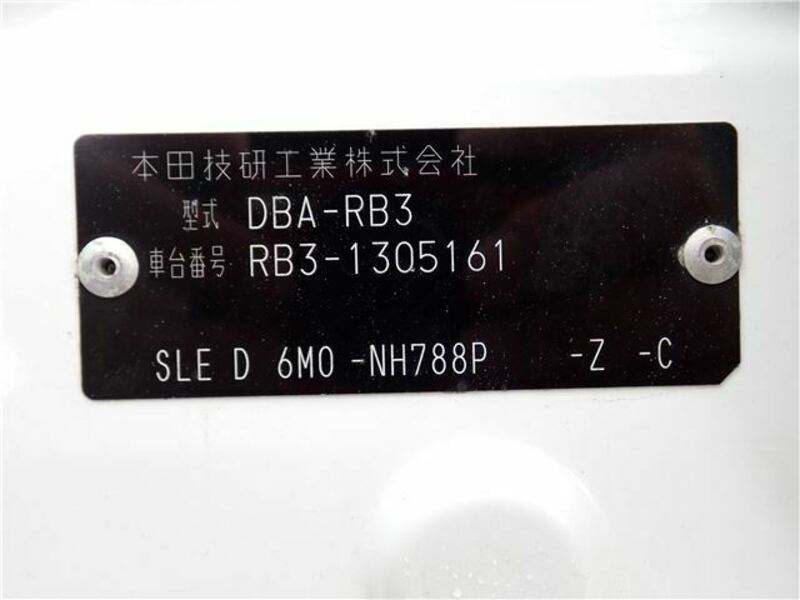 本田技研工業株式会社
型式 DBA-RB3
車台番号 RB3-1305161
SLE D 6M0 -NH788P -Z -C